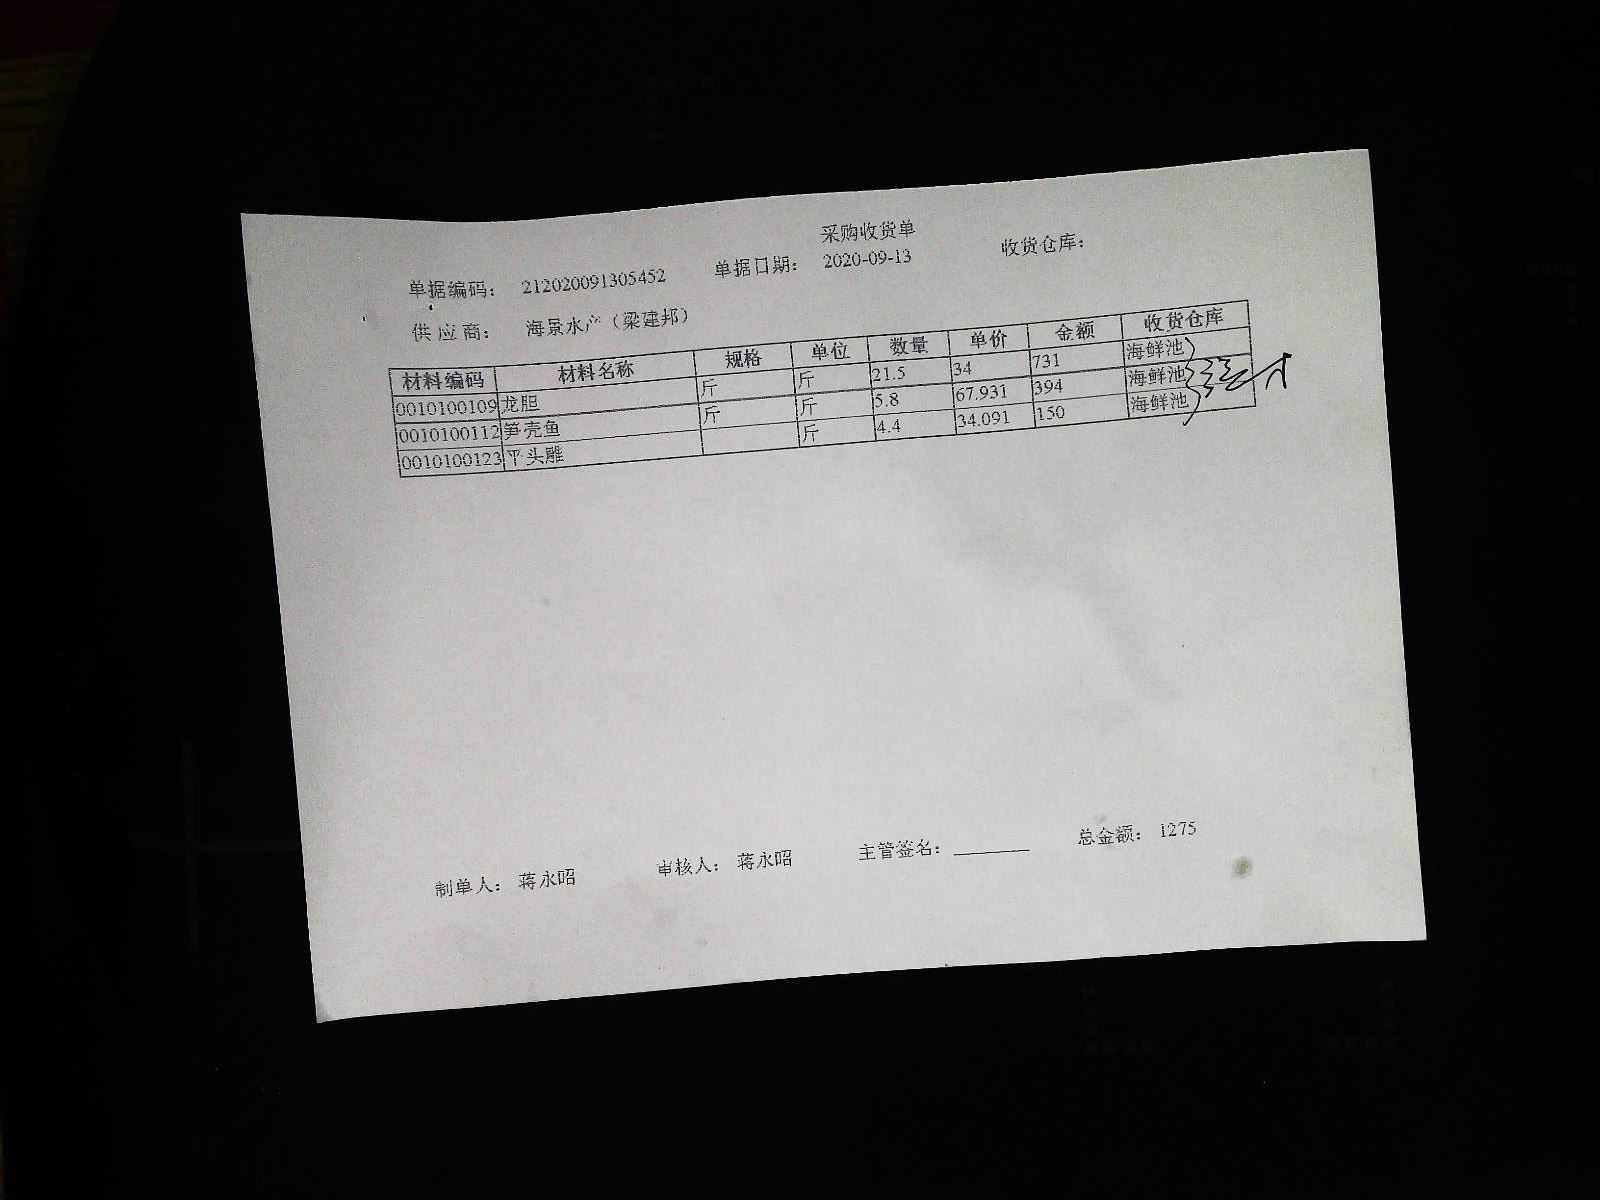 采购收货单
单据编码： 212020091305452 单据日期： 2020-09-13 收货仓库：
供 应 商： 海景水产（梁建邦）
材料编码 材料名称 规格 单位 数量 单价 金额 收货仓库
0010100109 龙胆 斤 斤 21.5 34 731 海鲜池
0010100112 笋壳鱼 斤 斤 5.8 67.931 394 海鲜池
0010100123 平头雕 斤 4.4 34.091 150 海鲜池
制单人： 蒋永昭 审核人： 蒋永昭 主管签名： 总金额： 1275